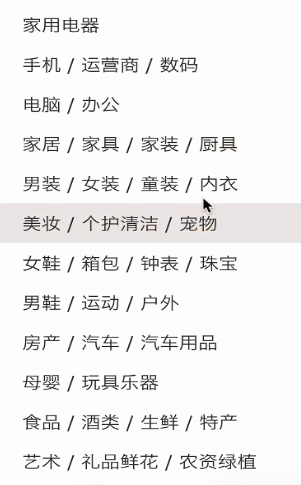 家用电器
手机 / 运营商 / 数码
电脑 / 办公
家居 / 家具 / 家装 / 厨具
男装 / 女装 / 童装 / 内衣
美妆 / 个护清洁 / 宠物
女鞋 / 箱包 / 钟表 / 珠宝
男鞋 / 运动 / 户外
房产 / 汽车 / 汽车用品
母婴 / 玩具乐器
食品 / 酒类 / 生鲜 / 特产
艺术 / 礼品鲜花 / 农资绿植